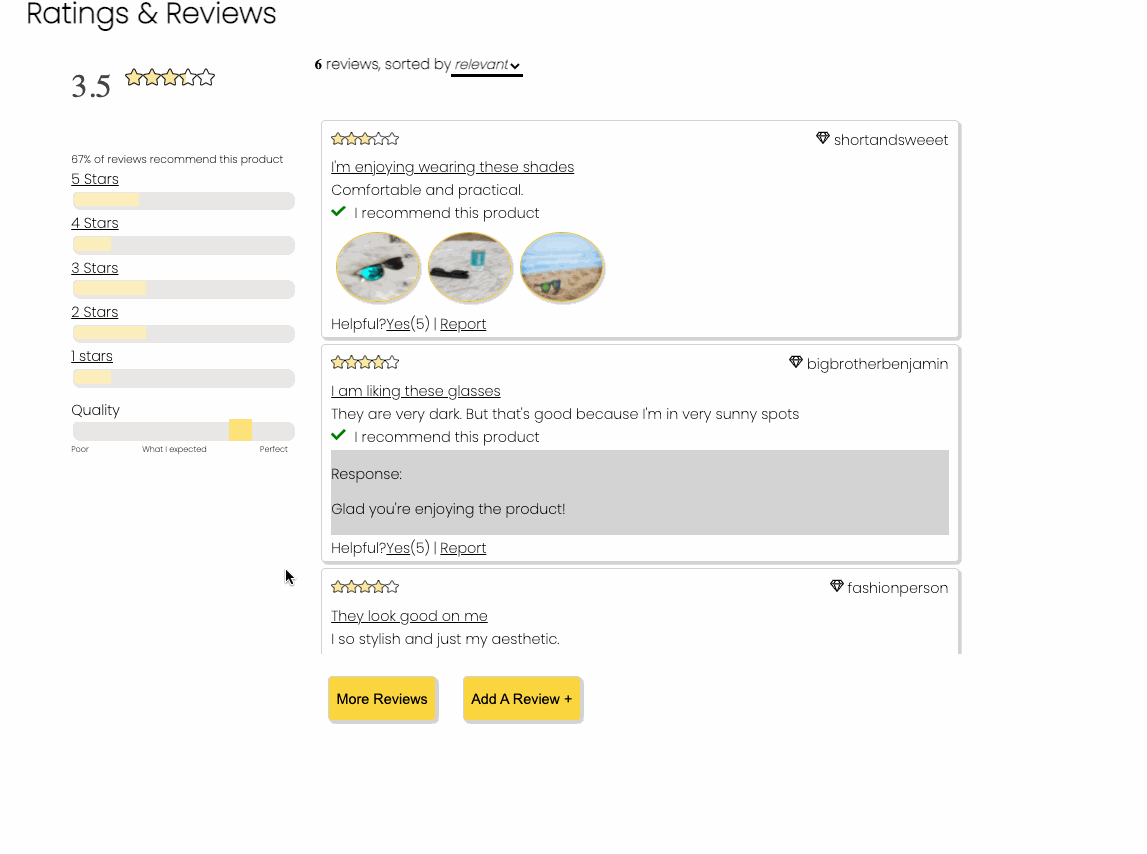 Ratings & Reviews
3.5
67% of reviews recommend this product
5 Stars
4 Stars
3 Stars
2 Stars
1 stars
Quality
Poor What I expected Perfect
6 reviews, sorted by relevant
shortandsweeet
I'm enjoying wearing these shades
Comfortable and practical.
I recommend this product
Helpful?Yes(5) | Report
bigbrotherbenjamin
I am liking these glasses
They are very dark. But that's good because I'm in very sunny spots
I recommend this product
Response:
Glad you're enjoying the product!
Helpful?Yes(5) | Report
fashionperson
They look good on me
I so stylish and just my aesthetic.
More Reviews
Add A Review +